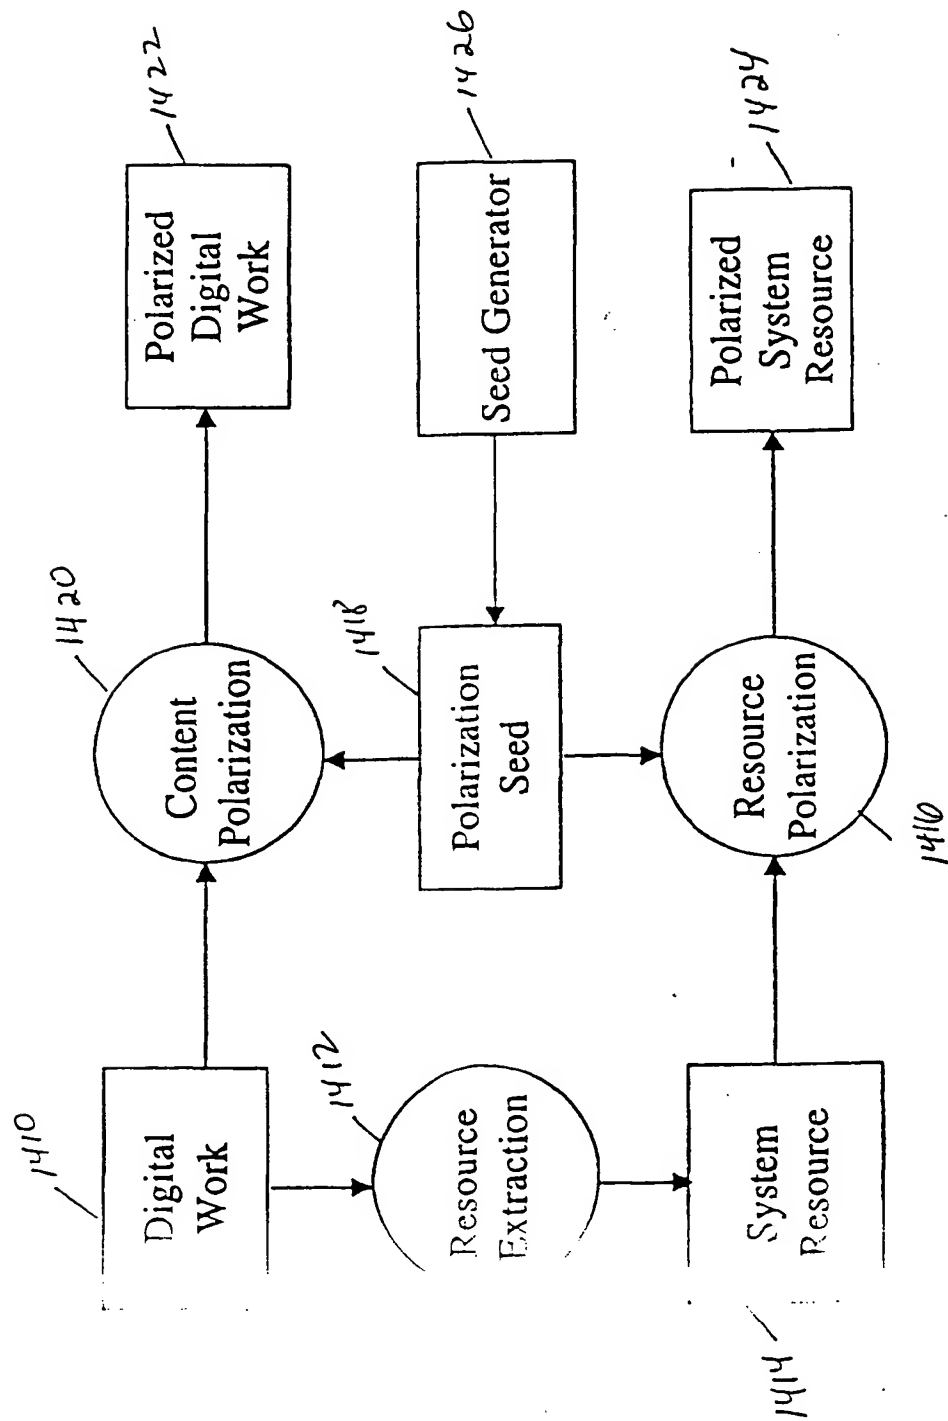 1410
Digital
Work
1420
Content
Polarization
1422
Polarized
Digital
Work
1412
Resource
Extraction
1418
Polarization
Seed
1426
Seed Generator
1414
System
Resource
1416
Resource
Polarization
1424
Polarized
System
Resource